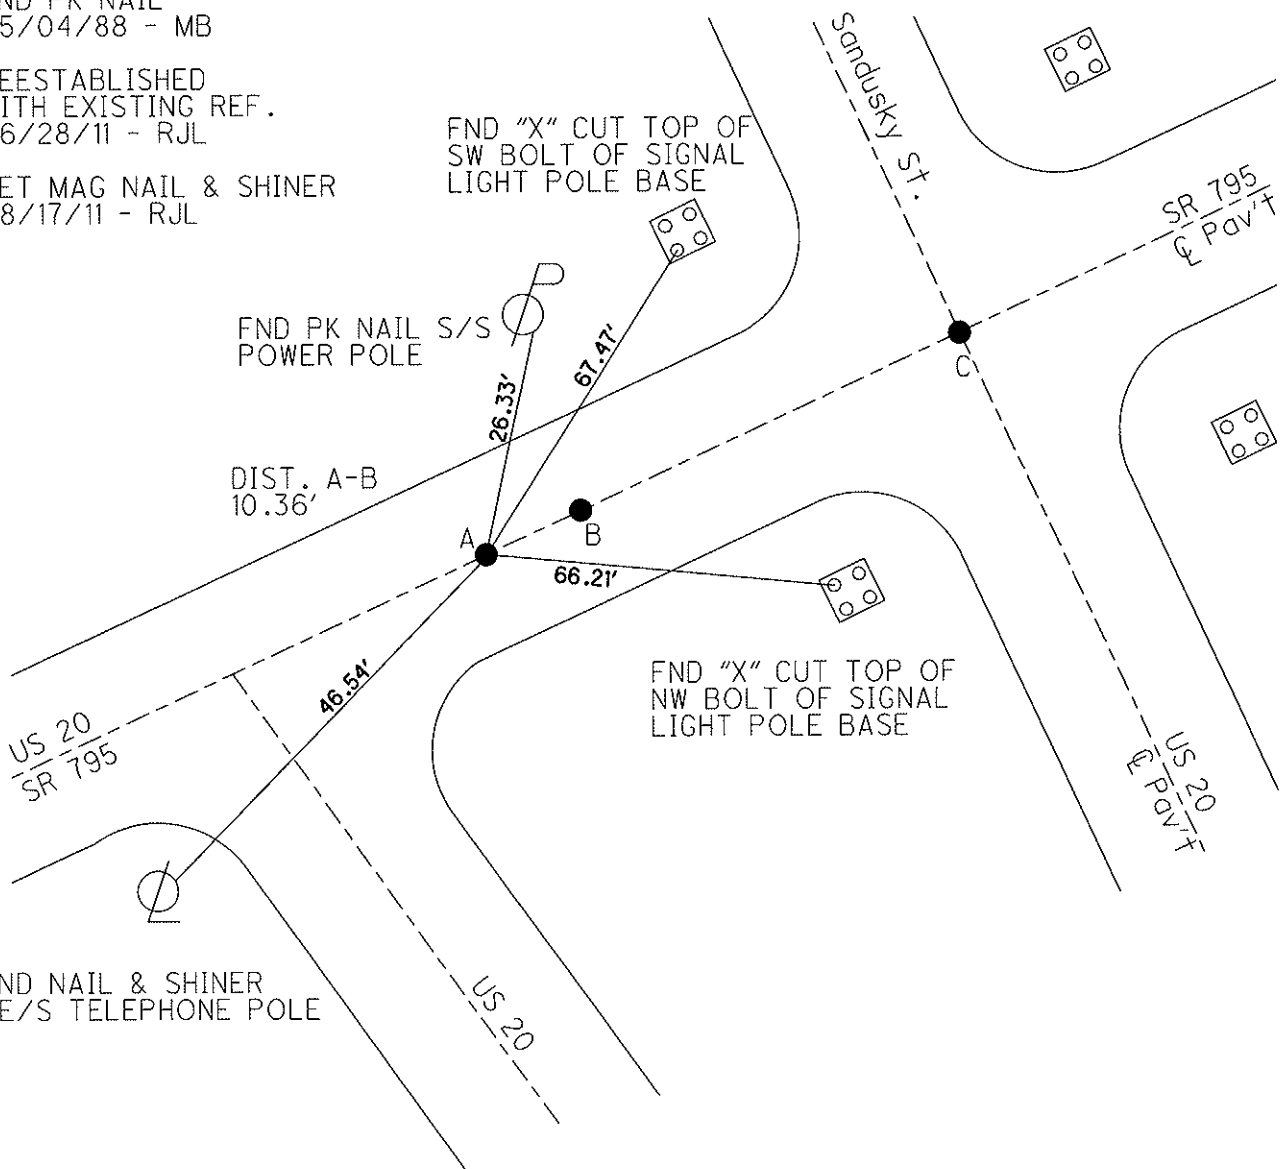 ND PK NAIL
5/04/88 - MB
EESTABLISHED
ITH EXISTING REF.
6/28/11 - RJL
ET MAG NAIL & SHINER
8/17/11 - RJL
FND "X" CUT TOP OF
SW BOLT OF SIGNAL
LIGHT POLE BASE
Sandusky St.
SR 795
℄ Pav't
FND PK NAIL S/S
POWER POLE
26.33'
67.47'
C
DIST. A-B
10.36'
A
B
66.21'
46.54'
FND "X" CUT TOP OF
NW BOLT OF SIGNAL
LIGHT POLE BASE
US 20
SR 795
US 20
℄ Pav't
ND NAIL & SHINER
E/S TELEPHONE POLE
US 20